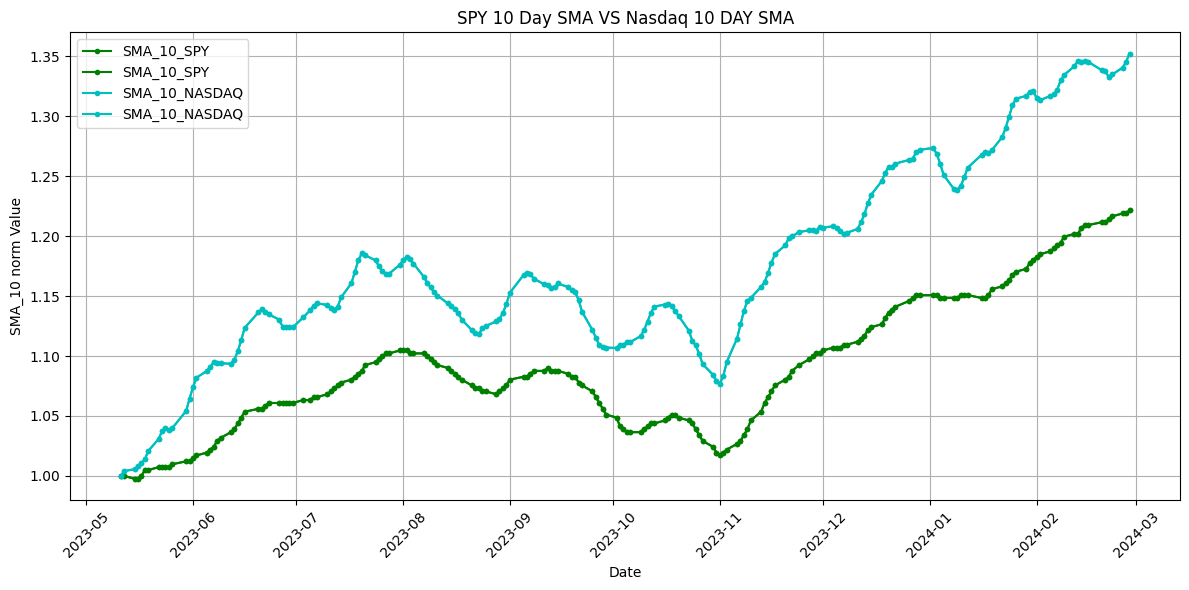 SPY 10 Day SMA VS Nasdaq 10 DAY SMA
SMA_10_SPY
SMA_10_SPY
SMA_10_NASDAQ
SMA_10_NASDAQ
SMA_10 norm Value
1.35
1.30
1.25
1.20
1.15
1.10
1.05
1.00
2023-05
2023-06
2023-07
2023-08
2023-09
2023-10
2023-11
2023-12
2024-01
2024-02
2024-03
Date